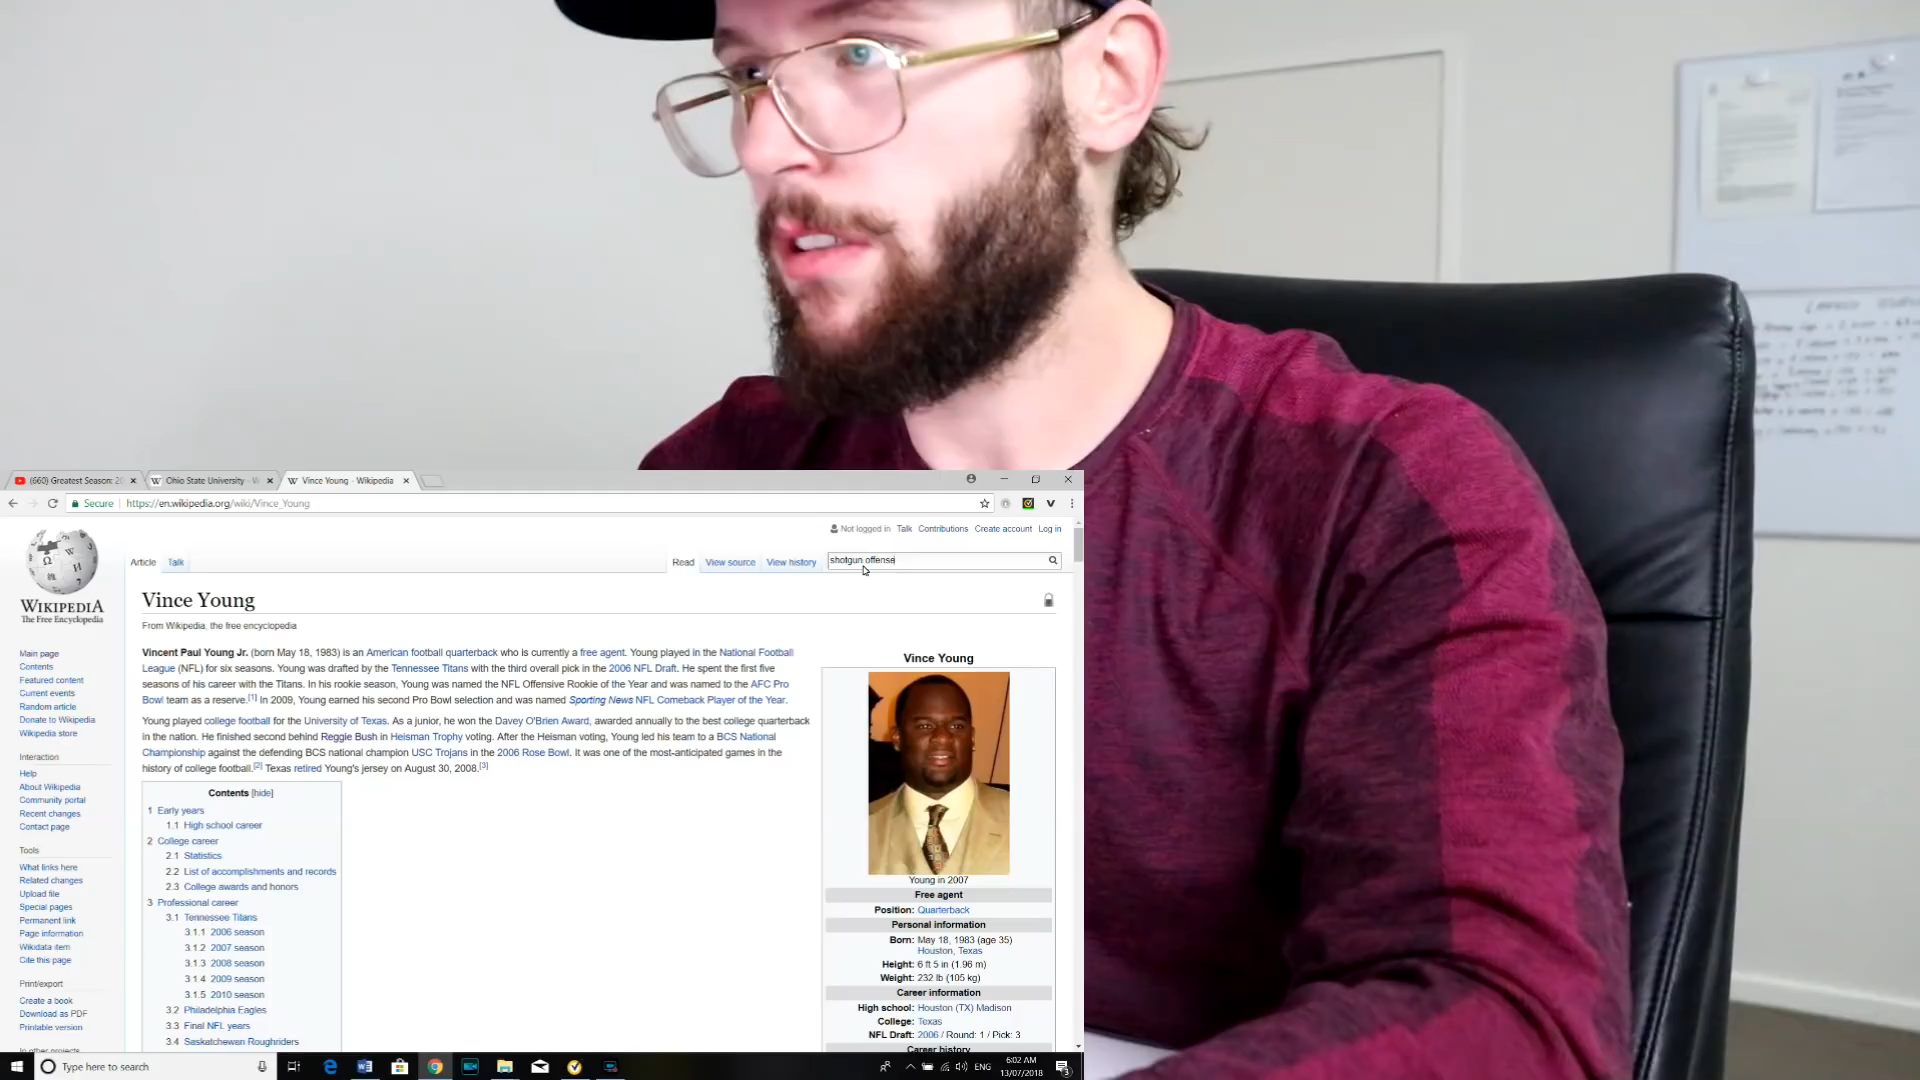 (660) Greatest Season: 2
Ohio State University - W
Vince Young - Wikipedia
Secure
https://en.wikipedia.org/wiki/Vince_Young
V
Not logged in Talk Contributions Create account Log in
Article Talk
Read View source View history
shotgun offense
WIKIPEDIA
The Free Encyclopedia
Main page
Contents
Featured content
Current events
Random article
Donate to Wikipedia
Wikipedia store
Interaction
Help
About Wikipedia
Community portal
Recent changes
Contact page
Tools
What links here
Related changes
Upload file
Special pages
Permanent link
Page information
Wikidata item
Cite this page
Print/export
Create a book
Download as PDF
Printable version
In other projects
Vince Young
From Wikipedia, the free encyclopedia
Vincent Paul Young Jr. (born May 18, 1983) is an American football quarterback who is currently a free agent. Young played in the National Football
League (NFL) for six seasons. Young was drafted by the Tennessee Titans with the third overall pick in the 2006 NFL Draft. He spent the first five
seasons of his career with the Titans. In his rookie season, Young was named the NFL Offensive Rookie of the Year and was named to the AFC Pro
Bowl team as a reserve.[1] In 2009, Young earned his second Pro Bowl selection and was named Sporting News NFL Comeback Player of the Year.
Young played college football for the University of Texas. As a junior, he won the Davey O'Brien Award, awarded annually to the best college quarterback
in the nation. He finished second behind Reggie Bush in Heisman Trophy voting. After the Heisman voting, Young led his team to a BCS National
Championship against the defending BCS national champion USC Trojans in the 2006 Rose Bowl. It was one of the most-anticipated games in the
history of college football.[2] Texas retired Young's jersey on August 30, 2008.[3]
Contents [hide]
1 Early years
1.1 High school career
2 College career
2.1 Statistics
2.2 List of accomplishments and records
2.3 College awards and honors
3 Professional career
3.1 Tennessee Titans
3.1.1 2006 season
3.1.2 2007 season
3.1.3 2008 season
3.1.4 2009 season
3.1.5 2010 season
3.2 Philadelphia Eagles
3.3 Final NFL years
3.4 Saskatchewan Roughriders
Vince Young
Young in 2007
Free agent
Position: Quarterback
Personal information
Born: May 18, 1983 (age 35)
Houston, Texas
Height: 6 ft 5 in (1.96 m)
Weight: 232 lb (105 kg)
Career information
High school: Houston (TX) Madison
College: Texas
NFL Draft: 2006 / Round: 1 / Pick: 3
Career history
Type here to search
ENG
6:02 AM
13/07/2018
3